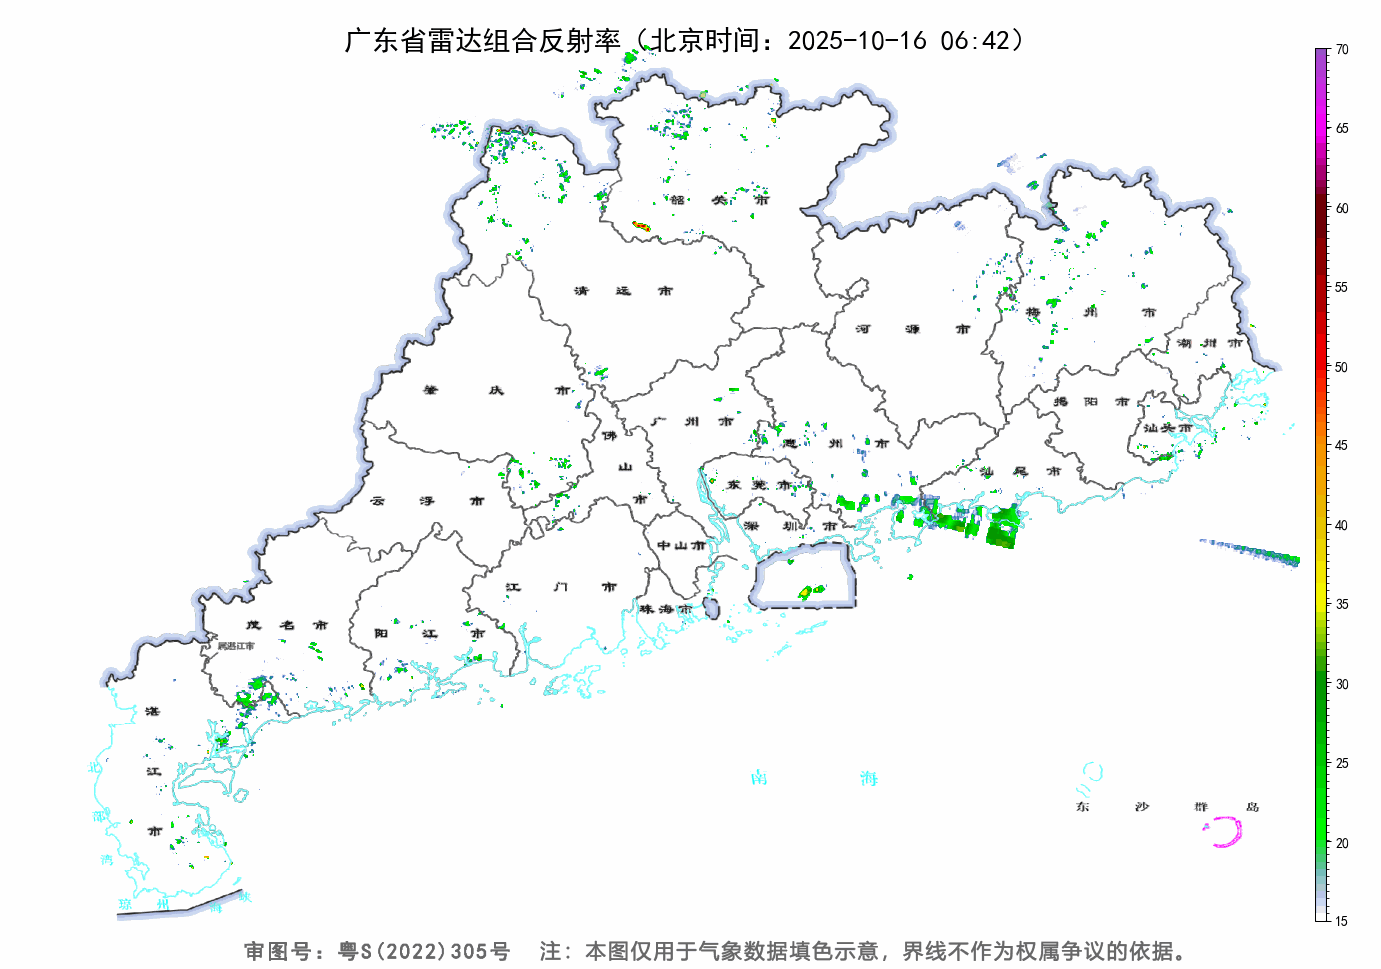 广东省雷达组合反射率（北京时间：2025-10-16 06:42）
70
65
60
55
50
45
40
35
30
25
20
15
韶关市
清远市
河源市
梅州市
潮州市
肇庆市
广州市
揭阳市
汕头市
佛山市
惠州市
云浮市
东莞市
汕尾市
深圳市
中山市
江门市
珠海市
茂名市
阳江市
属湛江市
湛江市
北部湾
南海
东沙群岛
琼州海峡
审图号：粤S(2022)305号 注：本图仅用于气象数据填色示意，界线不作为权属争议的依据。